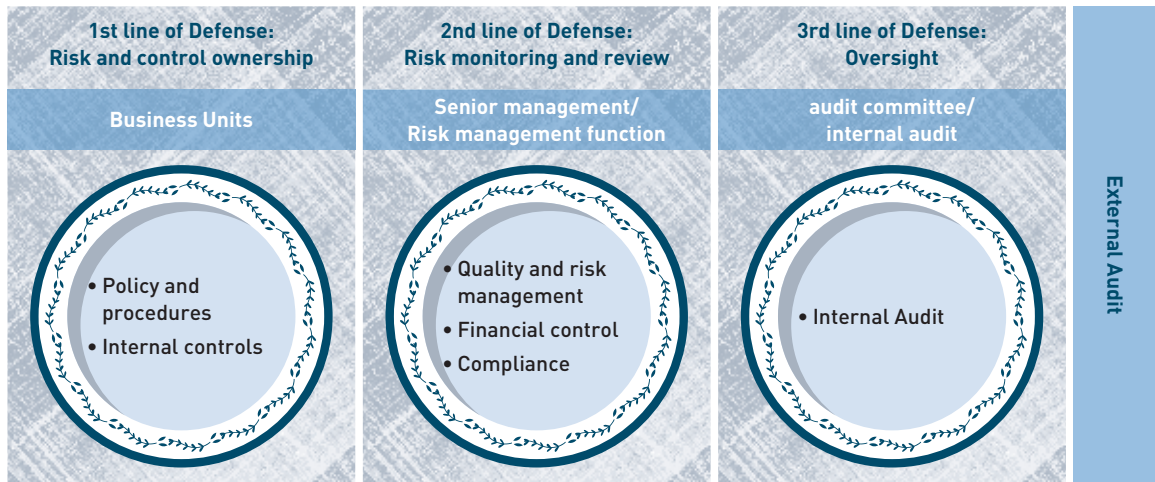 1st line of Defense:
Risk and control ownership
Business Units
• Policy and
procedures
• Internal controls
2nd line of Defense:
Risk monitoring and review
Senior management/
Risk management function
• Quality and risk
management
• Financial control
• Compliance
3rd line of Defense:
Oversight
audit committee/
internal audit
• Internal Audit
External Audit